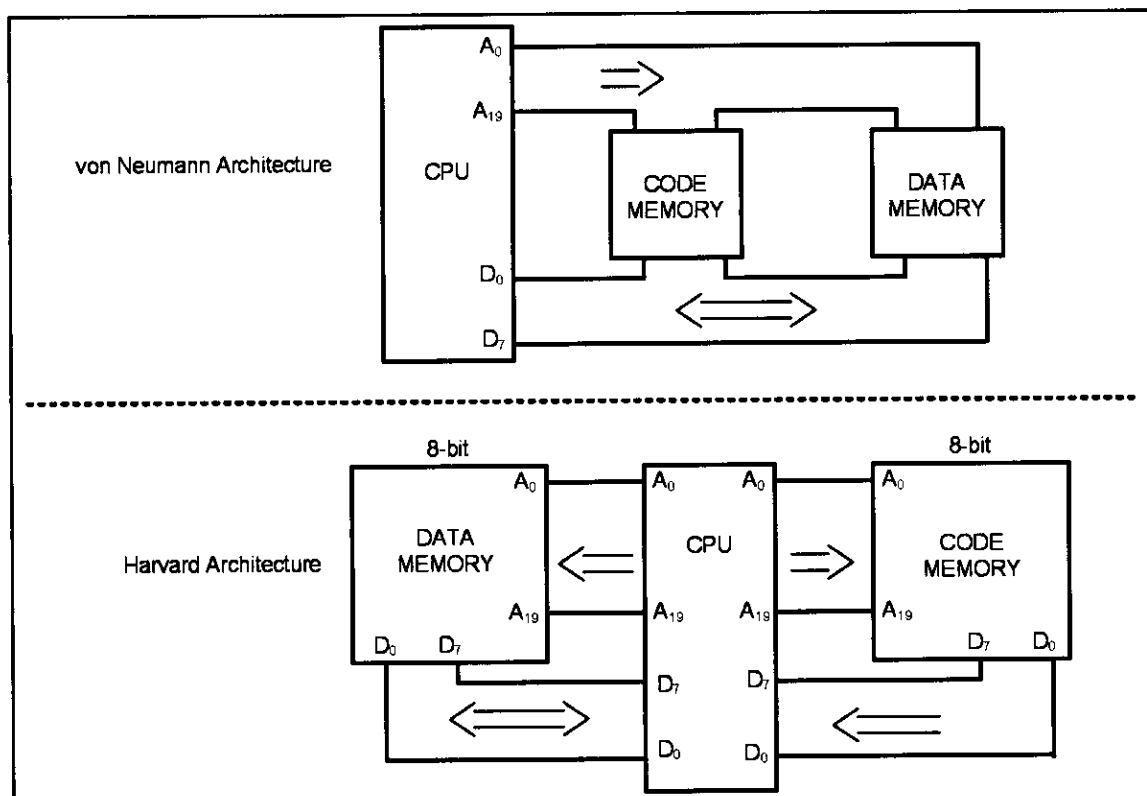 A₀
A₁₉
von Neumann Architecture
CPU
CODE
MEMORY
DATA
MEMORY
D₀
D₇
8-bit
8-bit
A₀
A₀
A₀
A₀
DATA
MEMORY
CPU
CODE
MEMORY
Harvard Architecture
A₁₉
A₁₉
A₁₉
A₁₉
D₀
D₇
D₇
D₀
D₇
D₇
D₀
D₀